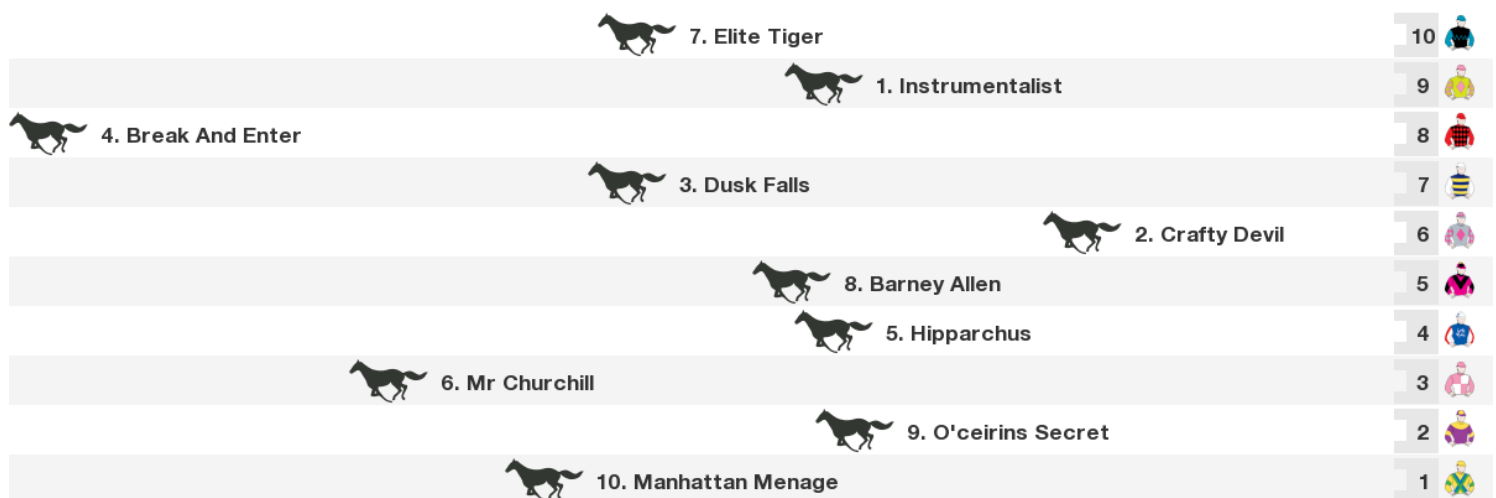 7. Elite Tiger 10
1. Instrumentalist 9
4. Break And Enter 8
3. Dusk Falls 7
2. Crafty Devil 6
8. Barney Allen 5
5. Hipparchus 4
6. Mr Churchill 3
9. O'ceirins Secret 2
10. Manhattan Menage 1